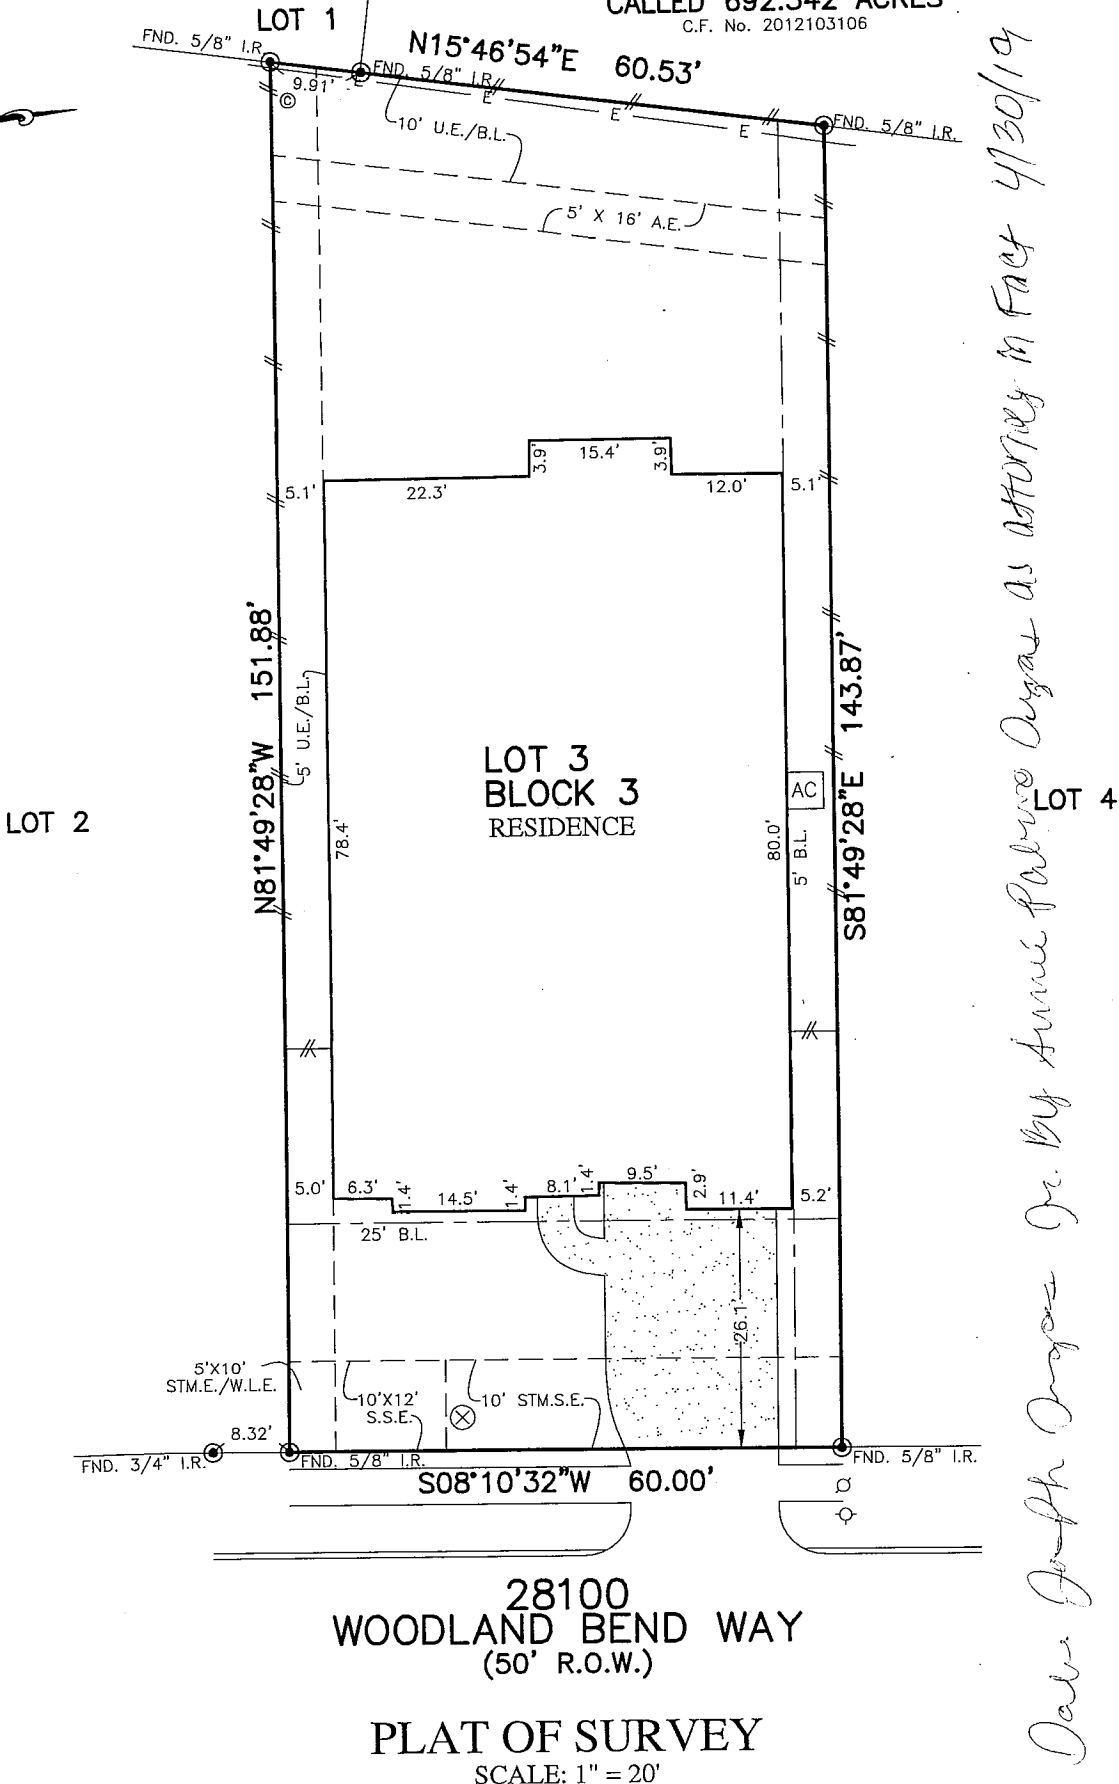 CALLED 692.342 ACRES
C.F. No. 2012103106
LOT 1
FND. 5/8" I.R.
N15°46'54"E 60.53'
FND. 5/8" I.R.
9.91'
E
E
E
E
©
FND. 5/8" I.R.
10' U.E./B.L.
5' X 16' A.E.
3.9'
15.4'
3.9'
5.1'
22.3'
12.0'
5.1'
N81°49'28"W 151.88'
5' U.E./B.L.
S81°49'28"E 143.87'
LOT 3
BLOCK 3
RESIDENCE
AC
LOT 2
LOT 4
78.4'
80.0'
5' B.L.
5.0'
6.3'
1.4'
14.5'
1.4'
8.1'
1.4'
9.5'
2.9'
11.4'
5.2'
25' B.L.
26.1'
5'X10'
STM.E./W.L.E.
10'X12'
S.S.E.
10' STM.S.E.
8.32'
FND. 3/4" I.R.
FND. 5/8" I.R.
FND. 5/8" I.R.
S08°10'32"W 60.00'
28100
WOODLAND BEND WAY
(50' R.O.W.)
PLAT OF SURVEY
SCALE: 1" = 20'
Jr. By as attorney in Fact 4/30/19